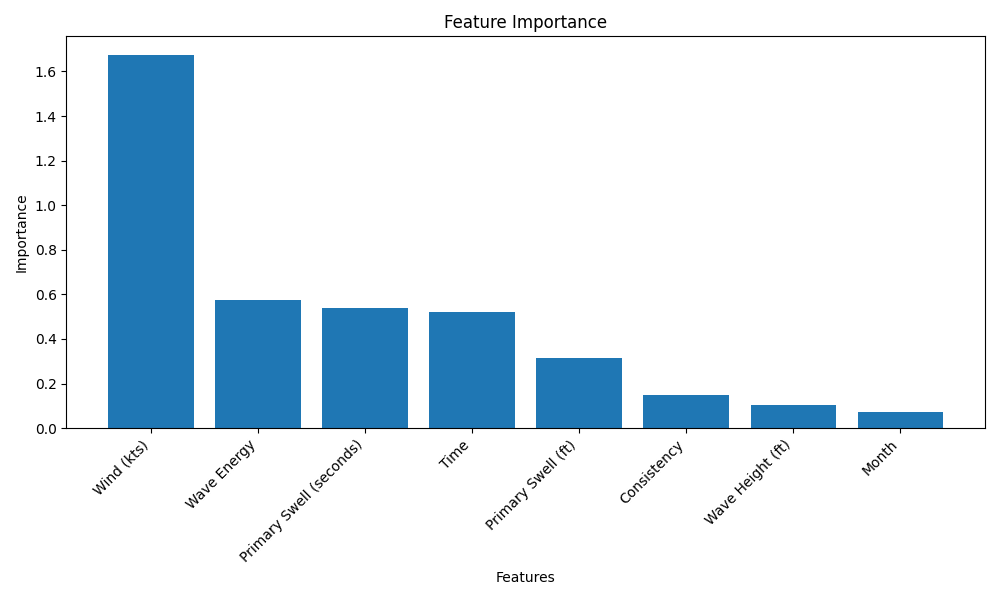 Feature Importance
1.6
1.4
1.2
1.0
0.8
0.6
0.4
0.2
0.0
Importance
Wind (kts)
Wave Energy
Primary Swell (seconds)
Time
Primary Swell (ft)
Consistency
Wave Height (ft)
Month
Features